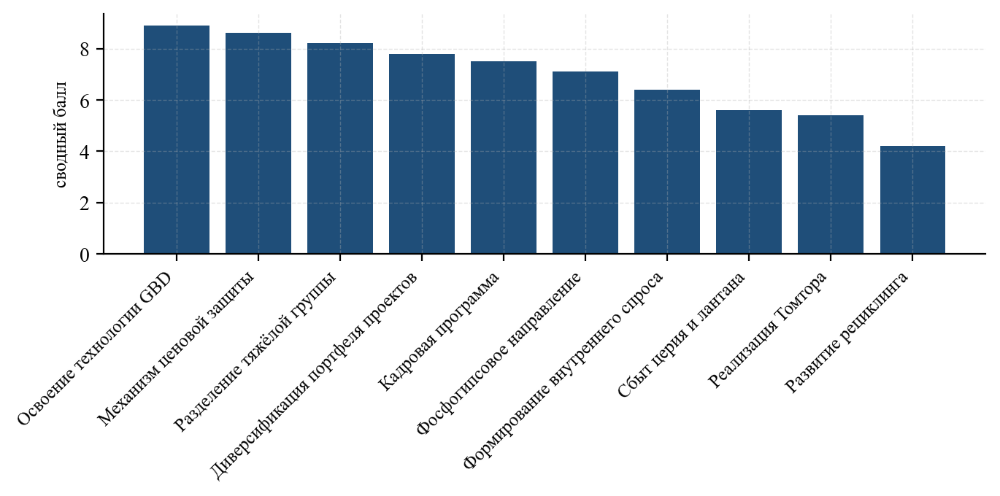 сводный балл
8
6
4
2
0
Освоение технологии GBD
Механизм ценовой защиты
Разделение тяжёлой группы
Диверсификация портфеля проектов
Кадровая программа
Фосфогипсовое направление
Формирование внутреннего спроса
Сбыт церия и лантана
Реализация Томтора
Развитие рециклинга